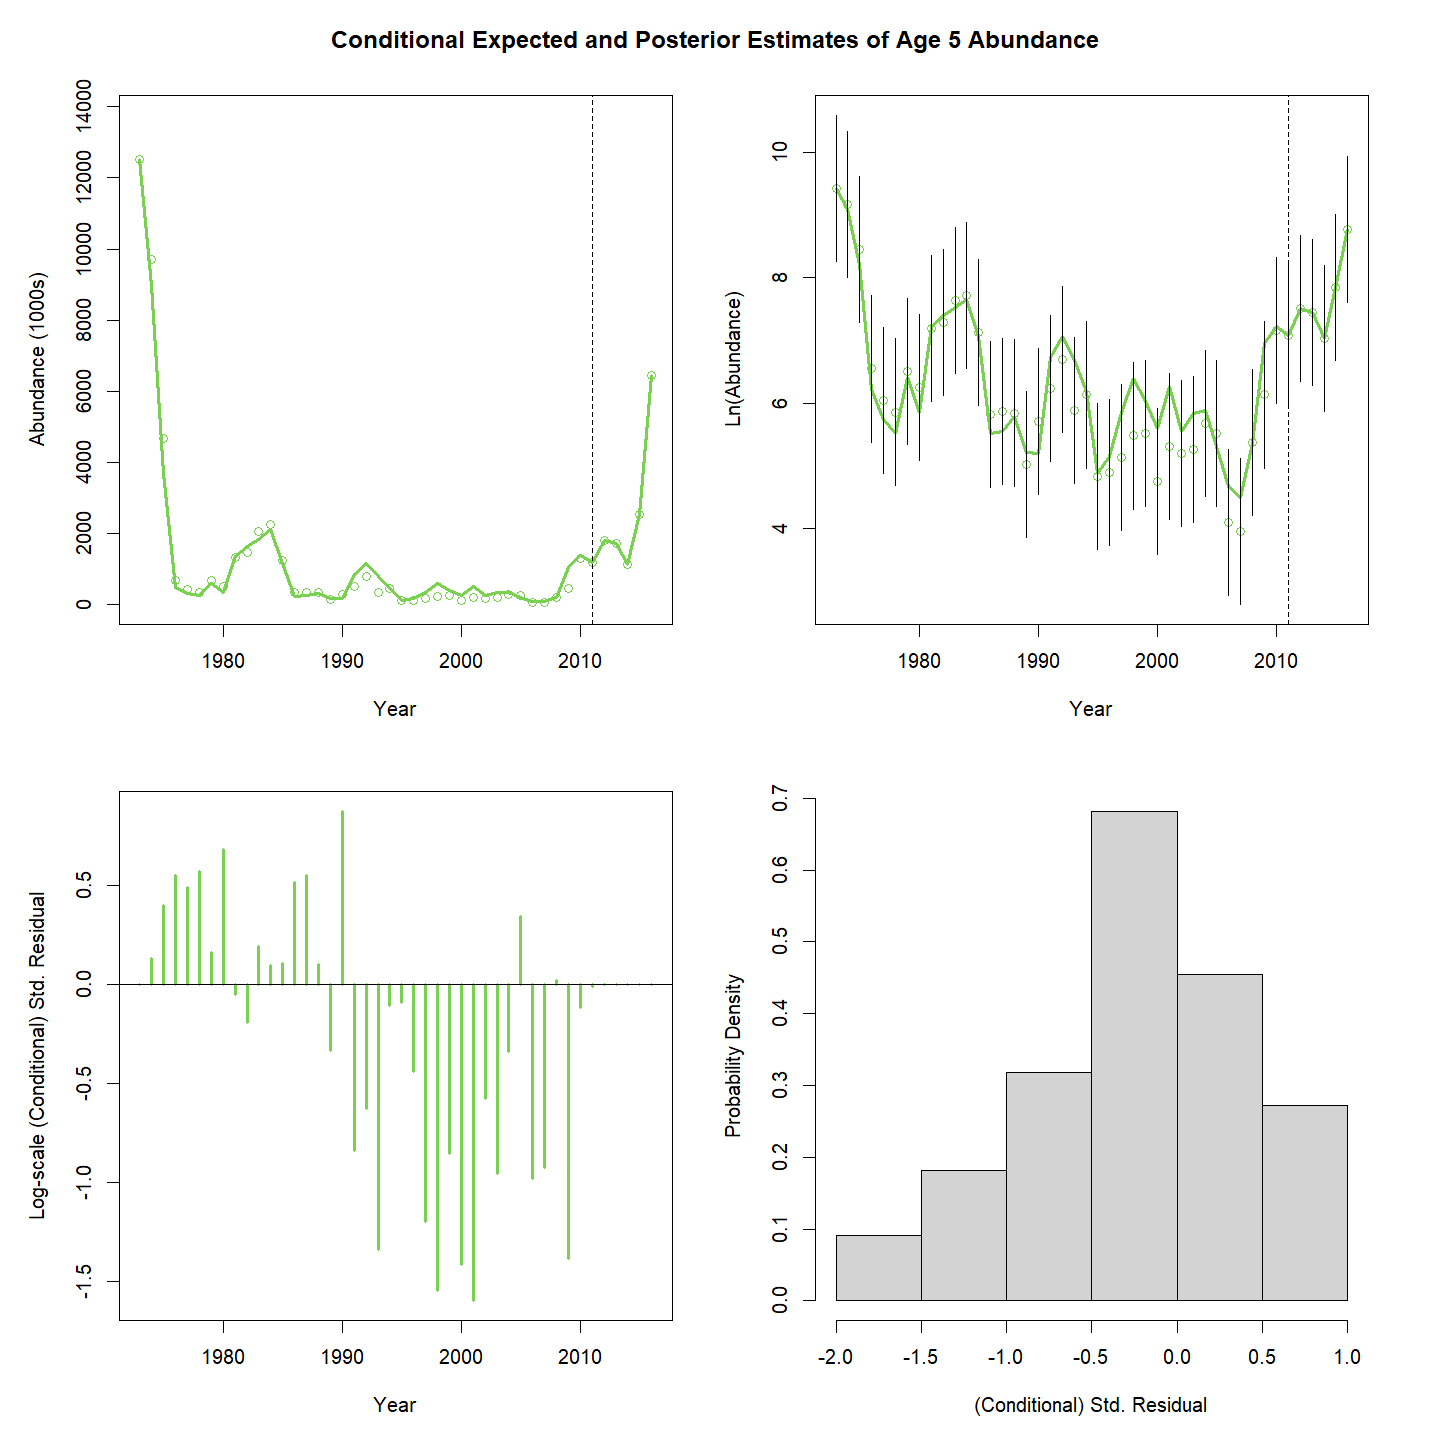 Conditional Expected and Posterior Estimates of Age 5 Abundance
Abundance (1000s)
14000
12000
10000
8000
6000
4000
2000
0
1980 1990 2000 2010
Year
Ln(Abundance)
10
8
6
4
1980 1990 2000 2010
Year
Log-scale (Conditional) Std. Residual
0.5
0.0
-0.5
-1.0
-1.5
1980 1990 2000 2010
Year
Probability Density
0.7
0.6
0.5
0.4
0.3
0.2
0.1
0.0
-2.0 -1.5 -1.0 -0.5 0.0 0.5 1.0
(Conditional) Std. Residual